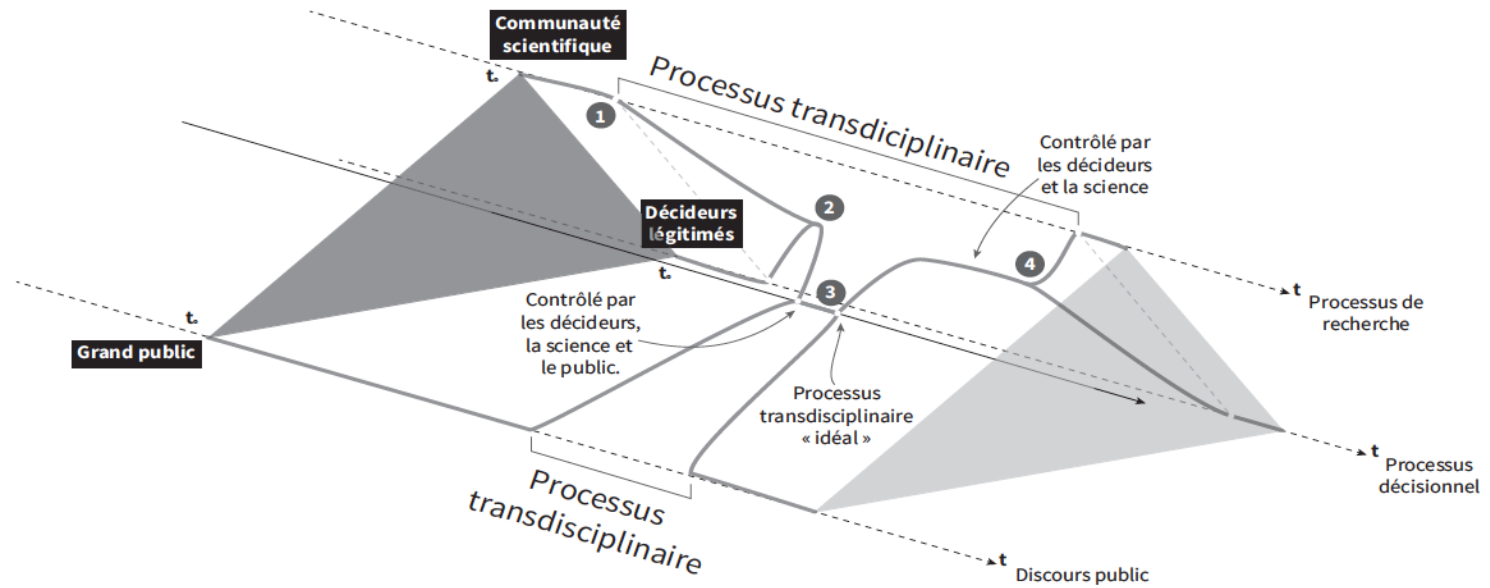 Communauté
scientifique
t₀
Processus transdiciplinaire
1
Contrôlé par
les décideurs
et la science
2
Décideurs
légitimés
t₀
4
3
t
Processus de
recherche
Contrôlé par
les décideurs,
la science et
le public.
t₀
Grand public
Processus
transdisciplinaire
« idéal »
t
Processus
décisionnel
Processus
transdisciplinaire
t
Discours public